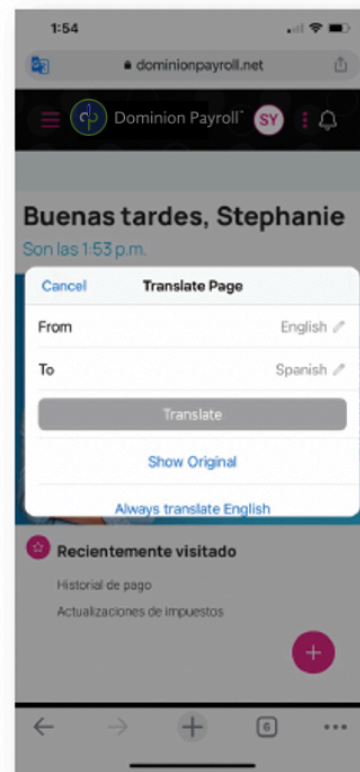 1:54
dominionpayroll.net
Dominion Payroll
SY
Buenas tardes, Stephanie
Son las 1:53 p.m.
Cancel
Translate Page
From
English
To
Spanish
Translate
Show Original
Always translate English
Recientemente visitado
Historial de pago
Actualizaciones de impuestos
6